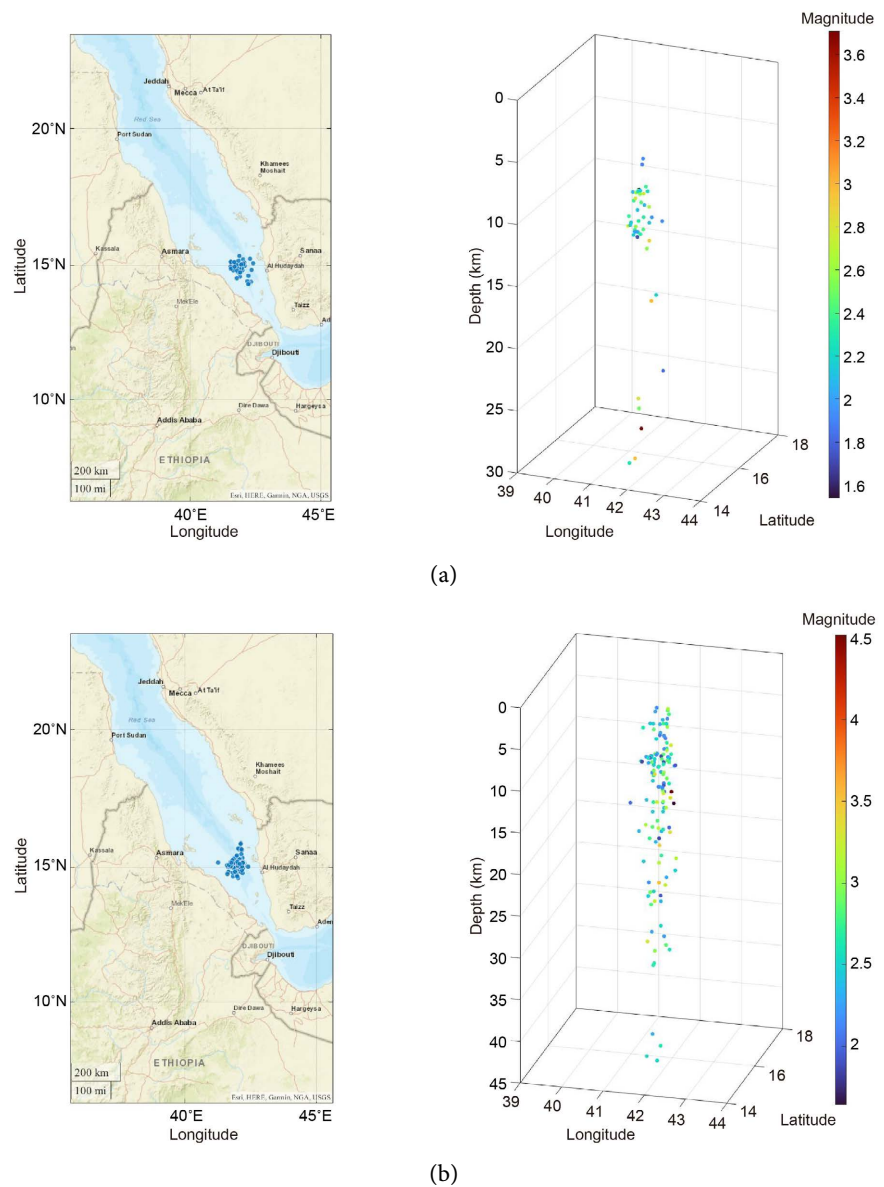 Magnitude
Jeddah
Mecca
At Ta'if
Red Sea
20°N
Port Sudan
Khamees
Moshait
Kassala
Asmara
Sanaa
15°N
Al Hudaydah
Mek'Ele
Taizz
DJIBOUTI
Djibouti
10°N
Dire Dawa
Hargeysa
Addis Ababa
ETHIOPIA
200 km
100 mi
Esri, HERE, Garmin, NGA, USGS
40°E
45°E
Latitude
Longitude
0
5
10
15
20
25
30
Depth (km)
39
40
41
42
43
44
Longitude
14
16
18
Latitude
3.6
3.4
3.2
3
2.8
2.6
2.4
2.2
2
1.8
1.6
(a)
Magnitude
Jeddah
Mecca
At Ta'if
Red Sea
20°N
Port Sudan
Khamees
Moshait
Kassala
Asmara
Sanaa
15°N
Al Hudaydah
Mek'Ele
Taizz
Aden
DJIBOUTI
Djibouti
10°N
Dire Dawa
Hargeysa
Addis Ababa
ETHIOPIA
200 km
100 mi
Esri, HERE, Garmin, NGA, USGS
40°E
45°E
Latitude
Longitude
0
5
10
15
20
25
30
35
40
45
Depth (km)
39
40
41
42
43
44
Longitude
14
16
18
Latitude
4.5
4
3.5
3
2.5
2
(b)